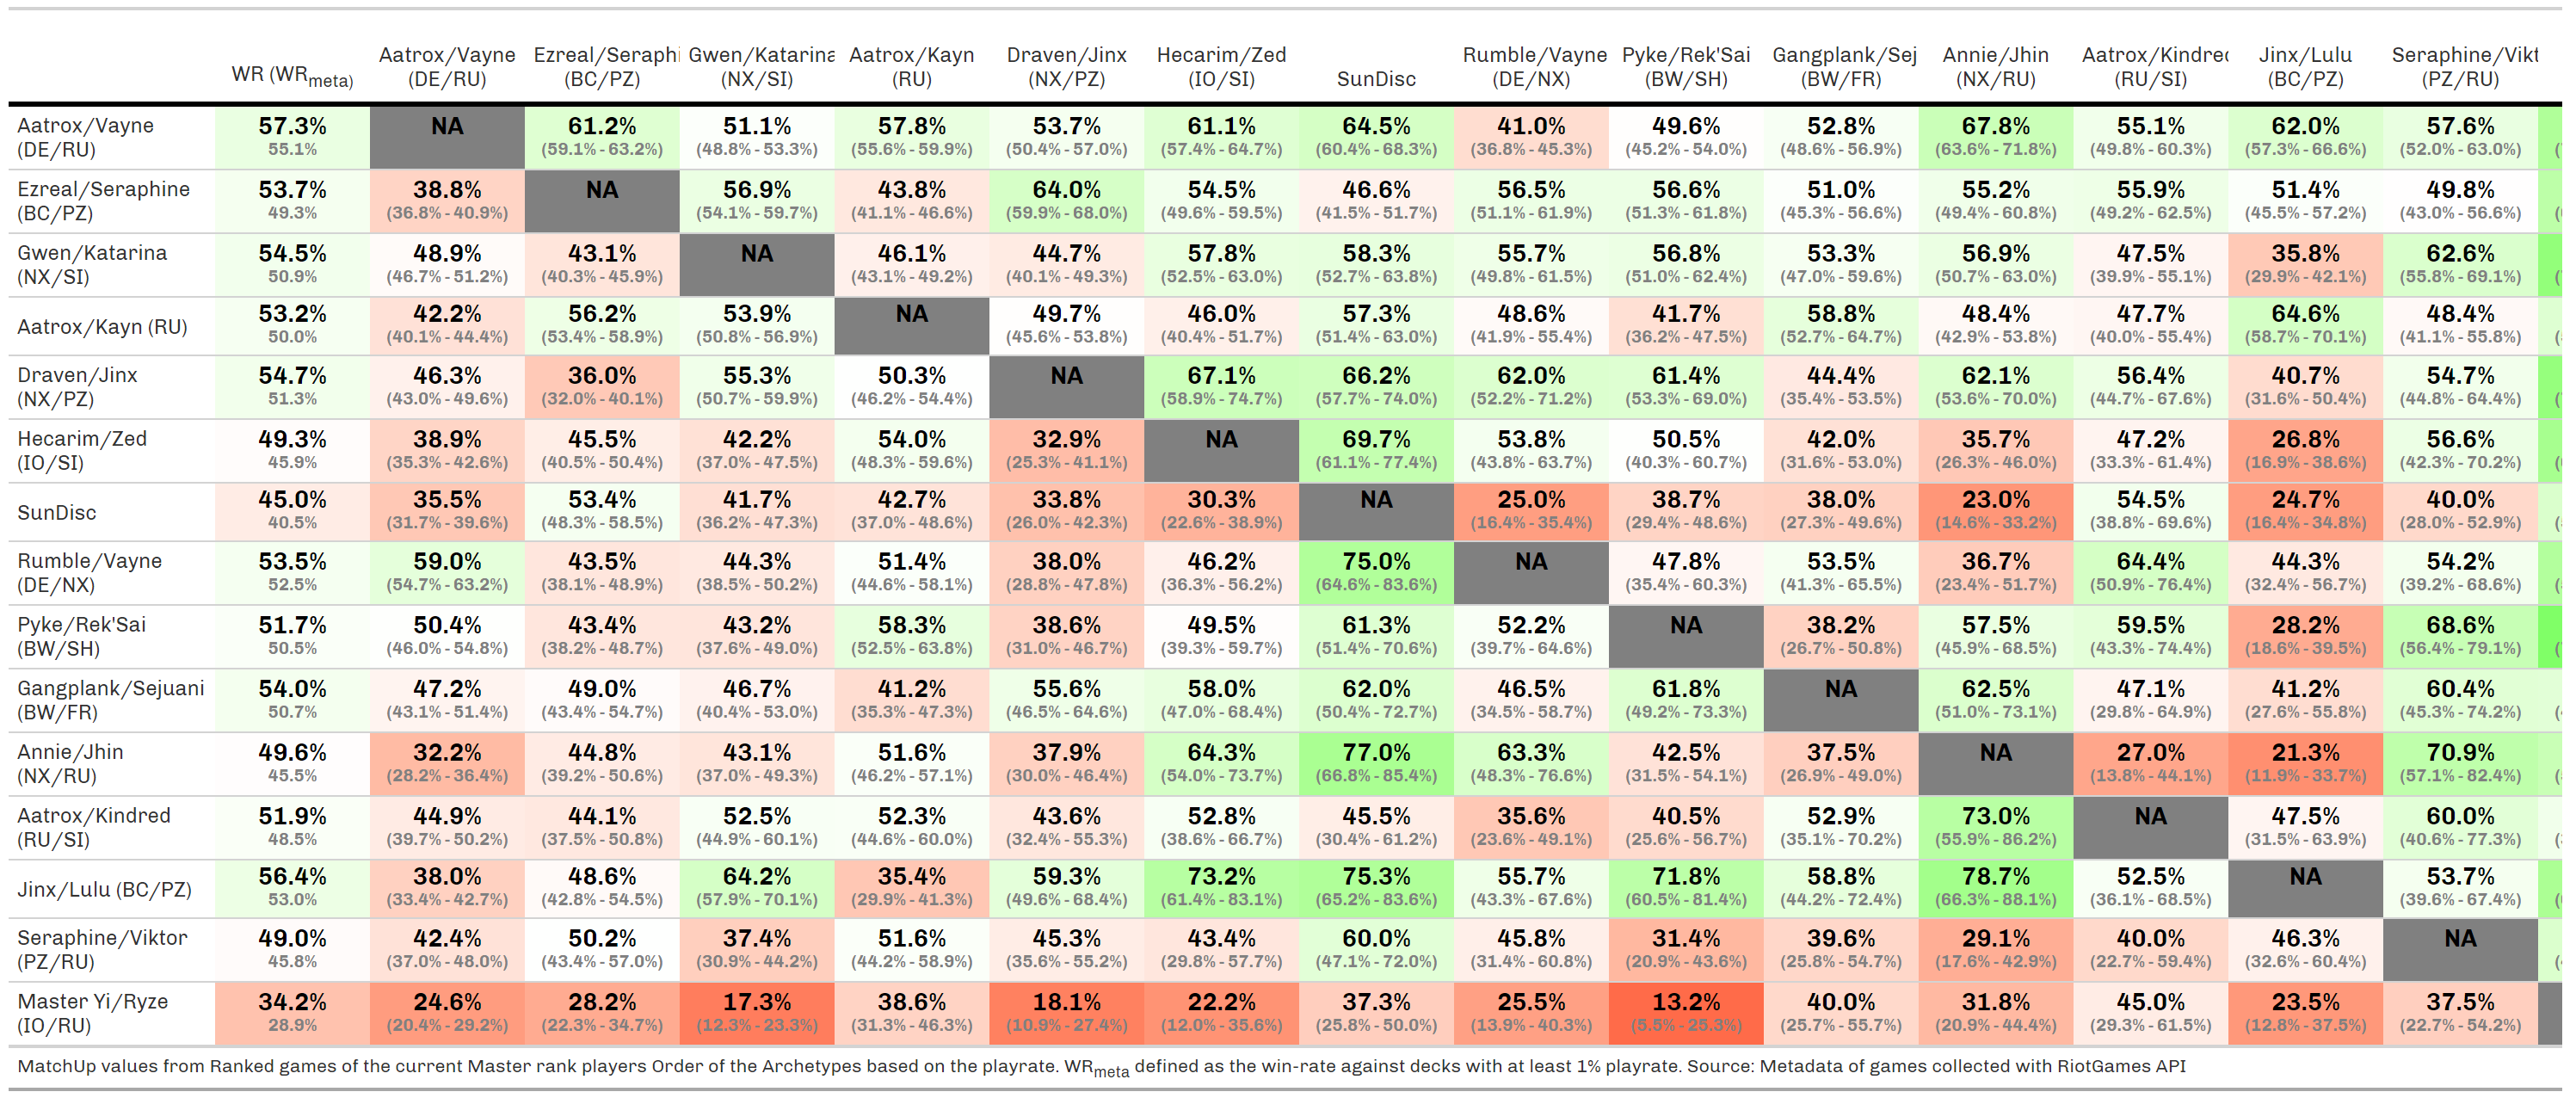 WR (WRmeta) Aatrox/Vayne (DE/RU) Ezreal/Seraphi (BC/PZ) Gwen/Katarina (NX/SI) Aatrox/Kayn (RU) Draven/Jinx (NX/PZ) Hecarim/Zed (IO/SI) SunDisc Rumble/Vayne (DE/NX) Pyke/Rek'Sai (BW/SH) Gangplank/Sej (BW/FR) Annie/Jhin (NX/RU) Aatrox/Kindred (RU/SI) Jinx/Lulu (BC/PZ) Seraphine/Vikt (PZ/RU)
Aatrox/Vayne 57.3% NA 61.2% 51.1% 57.8% 53.7% 61.1% 64.5% 41.0% 49.6% 52.8% 67.8% 55.1% 62.0% 57.6%
(DE/RU) 55.1% (59.1% - 63.2%) (48.8% - 53.3%) (55.6% - 59.9%) (50.4% - 57.0%) (57.4% - 64.7%) (60.4% - 68.3%) (36.8% - 45.3%) (45.2% - 54.0%) (48.6% - 56.9%) (63.6% - 71.8%) (49.8% - 60.3%) (57.3% - 66.6%) (52.0% - 63.0%)
Ezreal/Seraphine 53.7% 38.8% NA 56.9% 43.8% 64.0% 54.5% 46.6% 56.5% 56.6% 51.0% 55.2% 55.9% 51.4% 49.8%
(BC/PZ) 49.3% (36.8% - 40.9%) (54.1% - 59.7%) (41.1% - 46.6%) (59.9% - 68.0%) (49.6% - 59.5%) (41.5% - 51.7%) (51.1% - 61.9%) (51.3% - 61.8%) (45.3% - 56.6%) (49.4% - 60.8%) (49.2% - 62.5%) (45.5% - 57.2%) (43.0% - 56.6%)
Gwen/Katarina 54.5% 48.9% 43.1% NA 46.1% 44.7% 57.8% 58.3% 55.7% 56.8% 53.3% 56.9% 47.5% 35.8% 62.6%
(NX/SI) 50.9% (46.7% - 51.2%) (40.3% - 45.9%) (43.1% - 49.2%) (40.1% - 49.3%) (52.5% - 63.0%) (52.7% - 63.8%) (49.8% - 61.5%) (51.0% - 62.4%) (47.0% - 59.6%) (50.7% - 63.0%) (39.9% - 55.1%) (29.9% - 42.1%) (55.8% - 69.1%)
Aatrox/Kayn (RU) 53.2% 42.2% 56.2% 53.9% NA 49.7% 46.0% 57.3% 48.6% 41.7% 58.8% 48.4% 47.7% 64.6% 48.4%
50.0% (40.1% - 44.4%) (53.4% - 58.9%) (50.8% - 56.9%) (45.6% - 53.8%) (40.4% - 51.7%) (51.4% - 63.0%) (41.9% - 55.4%) (36.2% - 47.5%) (52.7% - 64.7%) (42.9% - 53.8%) (40.0% - 55.4%) (58.7% - 70.1%) (41.1% - 55.8%)
Draven/Jinx 54.7% 46.3% 36.0% 55.3% 50.3% NA 67.1% 66.2% 62.0% 61.4% 44.4% 62.1% 56.4% 40.7% 54.7%
(NX/PZ) 51.3% (43.0% - 49.6%) (32.0% - 40.1%) (50.7% - 59.9%) (46.2% - 54.4%) (58.9% - 74.7%) (57.7% - 74.0%) (52.2% - 71.2%) (53.3% - 69.0%) (35.4% - 53.5%) (53.6% - 70.0%) (44.7% - 67.6%) (31.6% - 50.4%) (44.8% - 64.4%)
Hecarim/Zed 49.3% 38.9% 45.5% 42.2% 54.0% 32.9% NA 69.7% 53.8% 50.5% 42.0% 35.7% 47.2% 26.8% 56.6%
(IO/SI) 45.9% (35.3% - 42.6%) (40.5% - 50.4%) (37.0% - 47.5%) (48.3% - 59.6%) (25.3% - 41.1%) (61.1% - 77.4%) (43.8% - 63.7%) (40.3% - 60.7%) (31.6% - 53.0%) (26.3% - 46.0%) (33.3% - 61.4%) (16.9% - 38.6%) (42.3% - 70.2%)
SunDisc 45.0% 35.5% 53.4% 41.7% 42.7% 33.8% 30.3% NA 25.0% 38.7% 38.0% 23.0% 54.5% 24.7% 40.0%
40.5% (31.7% - 39.6%) (48.3% - 58.5%) (36.2% - 47.3%) (37.0% - 48.6%) (26.0% - 42.3%) (22.6% - 38.9%) (16.4% - 35.4%) (29.4% - 48.6%) (27.3% - 49.6%) (14.6% - 33.2%) (38.8% - 69.6%) (16.4% - 34.8%) (28.0% - 52.9%)
Rumble/Vayne 53.5% 59.0% 43.5% 44.3% 51.4% 38.0% 46.2% 75.0% NA 47.8% 53.5% 36.7% 64.4% 44.3% 54.2%
(DE/NX) 52.5% (54.7% - 63.2%) (38.1% - 48.9%) (38.5% - 50.2%) (44.6% - 58.1%) (28.8% - 47.8%) (36.3% - 56.2%) (64.6% - 83.6%) (35.4% - 60.3%) (41.3% - 65.5%) (23.4% - 51.7%) (50.9% - 76.4%) (32.4% - 56.7%) (39.2% - 68.6%)
Pyke/Rek'Sai 51.7% 50.4% 43.4% 43.2% 58.3% 38.6% 49.5% 61.3% 52.2% NA 38.2% 57.5% 59.5% 28.2% 68.6%
(BW/SH) 50.5% (46.0% - 54.8%) (38.2% - 48.7%) (37.6% - 49.0%) (52.5% - 63.8%) (31.0% - 46.7%) (39.3% - 59.7%) (51.4% - 70.6%) (39.7% - 64.6%) (26.7% - 50.8%) (45.9% - 68.5%) (43.3% - 74.4%) (18.6% - 39.5%) (56.4% - 79.1%)
Gangplank/Sejuani 54.0% 47.2% 49.0% 46.7% 41.2% 55.6% 58.0% 62.0% 46.5% 61.8% NA 62.5% 47.1% 41.2% 60.4%
(BW/FR) 50.7% (43.1% - 51.4%) (43.4% - 54.7%) (40.4% - 53.0%) (35.3% - 47.3%) (46.5% - 64.6%) (47.0% - 68.4%) (50.4% - 72.7%) (34.5% - 58.7%) (49.2% - 73.3%) (51.0% - 73.1%) (29.8% - 64.9%) (27.6% - 55.8%) (45.3% - 74.2%)
Annie/Jhin 49.6% 32.2% 44.8% 43.1% 51.6% 37.9% 64.3% 77.0% 63.3% 42.5% 37.5% NA 27.0% 21.3% 70.9%
(NX/RU) 45.5% (28.2% - 36.4%) (39.2% - 50.6%) (37.0% - 49.3%) (46.2% - 57.1%) (30.0% - 46.4%) (54.0% - 73.7%) (66.8% - 85.4%) (48.3% - 76.6%) (31.5% - 54.1%) (26.9% - 49.0%) (13.8% - 44.1%) (11.9% - 33.7%) (57.1% - 82.4%)
Aatrox/Kindred 51.9% 44.9% 44.1% 52.5% 52.3% 43.6% 52.8% 45.5% 35.6% 40.5% 52.9% 73.0% NA 47.5% 60.0%
(RU/SI) 48.5% (39.7% - 50.2%) (37.5% - 50.8%) (44.9% - 60.1%) (44.6% - 60.0%) (32.4% - 55.3%) (38.6% - 66.7%) (30.4% - 61.2%) (23.6% - 49.1%) (25.6% - 56.7%) (35.1% - 70.2%) (55.9% - 86.2%) (31.5% - 63.9%) (40.6% - 77.3%)
Jinx/Lulu (BC/PZ) 56.4% 38.0% 48.6% 64.2% 35.4% 59.3% 73.2% 75.3% 55.7% 71.8% 58.8% 78.7% 52.5% NA 53.7%
53.0% (33.4% - 42.7%) (42.8% - 54.5%) (57.9% - 70.1%) (29.9% - 41.3%) (49.6% - 68.4%) (61.4% - 83.1%) (65.2% - 83.6%) (43.3% - 67.6%) (60.5% - 81.4%) (44.2% - 72.4%) (66.3% - 88.1%) (36.1% - 68.5%) (39.6% - 67.4%)
Seraphine/Viktor 49.0% 42.4% 50.2% 37.4% 51.6% 45.3% 43.4% 60.0% 45.8% 31.4% 39.6% 29.1% 40.0% 46.3% NA
(PZ/RU) 45.8% (37.0% - 48.0%) (43.4% - 57.0%) (30.9% - 44.2%) (44.2% - 58.9%) (35.6% - 55.2%) (29.8% - 57.7%) (47.1% - 72.0%) (31.4% - 60.8%) (20.9% - 43.6%) (25.8% - 54.7%) (17.6% - 42.9%) (22.7% - 59.4%) (32.6% - 60.4%)
Master Yi/Ryze 34.2% 24.6% 28.2% 17.3% 38.6% 18.1% 22.2% 37.3% 25.5% 13.2% 40.0% 31.8% 45.0% 23.5% 37.5%
(IO/RU) 28.9% (20.4% - 29.2%) (22.3% - 34.7%) (12.3% - 23.3%) (31.3% - 46.3%) (10.9% - 27.4%) (12.0% - 35.6%) (25.8% - 50.0%) (13.9% - 40.3%) (5.5% - 25.3%) (25.7% - 55.7%) (20.9% - 44.4%) (29.3% - 61.5%) (12.8% - 37.5%) (22.7% - 54.2%)
MatchUp values from Ranked games of the current Master rank players Order of the Archetypes based on the playrate. WRmeta defined as the win-rate against decks with at least 1% playrate. Source: Metadata of games collected with RiotGames API